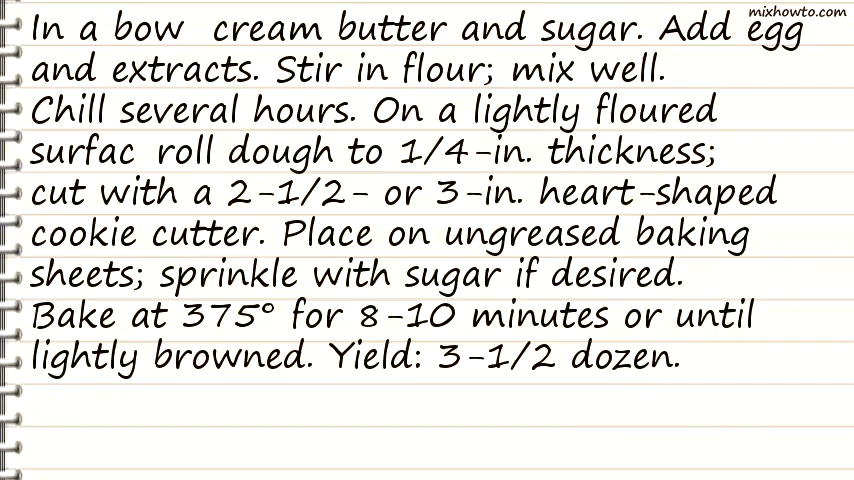 mixhowto.com
In a bow cream butter and sugar. Add egg
and extracts. Stir in flour; mix well.
Chill several hours. On a lightly floured
surfac roll dough to 1/4-in. thickness;
cut with a 2-1/2- or 3-in. heart-shaped
cookie cutter. Place on ungreased baking
sheets; sprinkle with sugar if desired.
Bake at 375° for 8-10 minutes or until
lightly browned. Yield: 3-1/2 dozen.